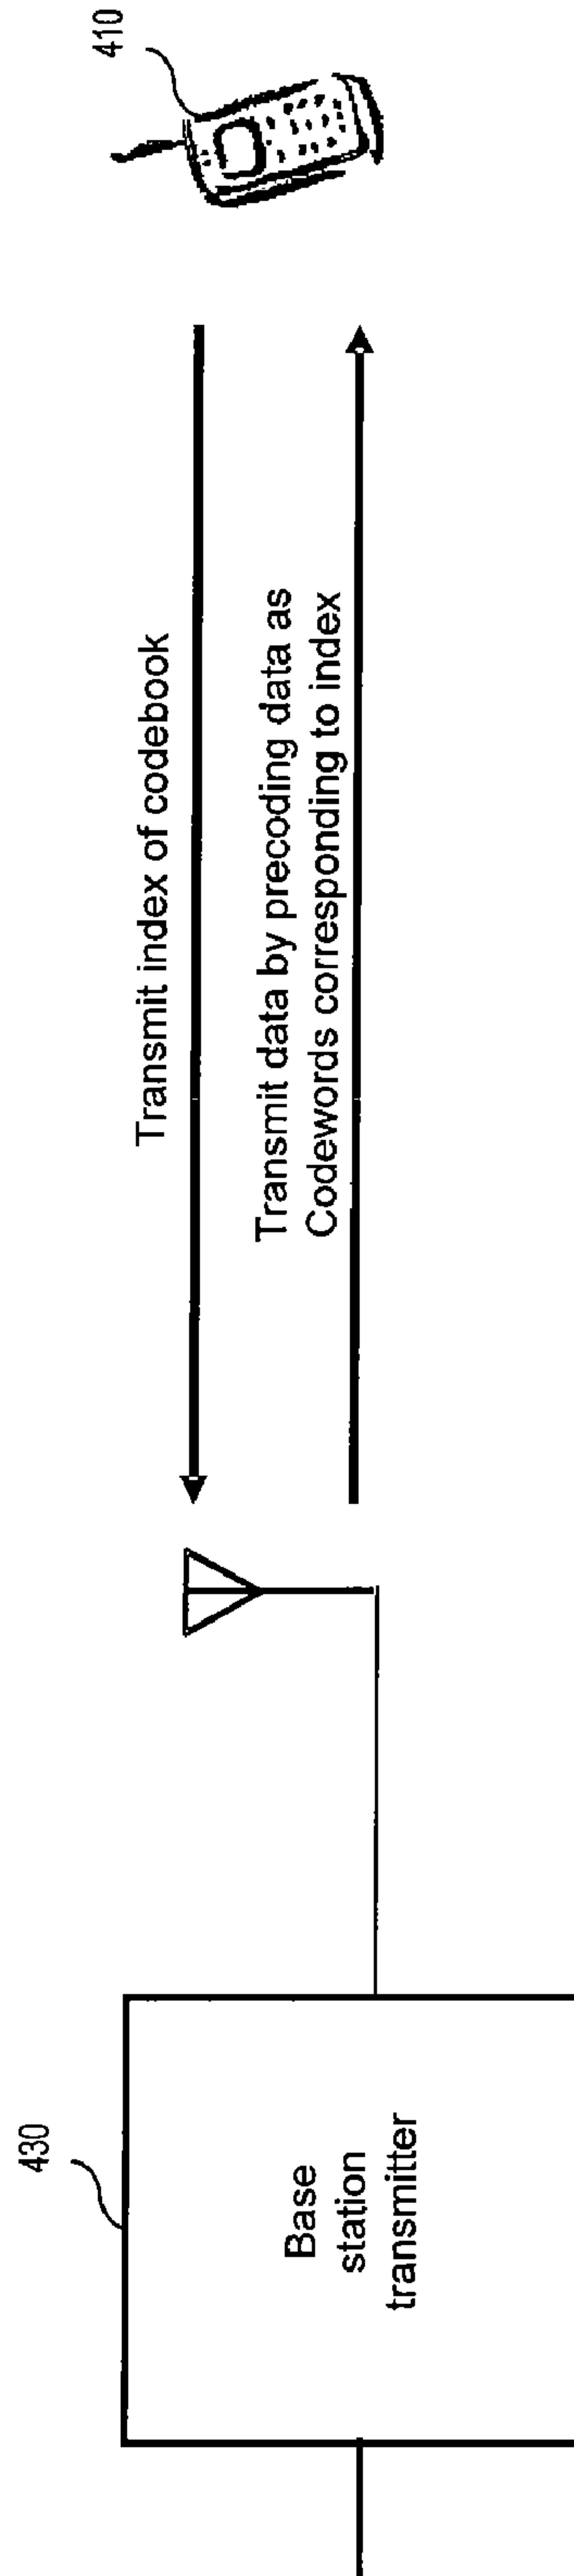 410
Transmit index of codebook
Transmit data by precoding data as
Codewords corresponding to index
430
Base
station
transmitter